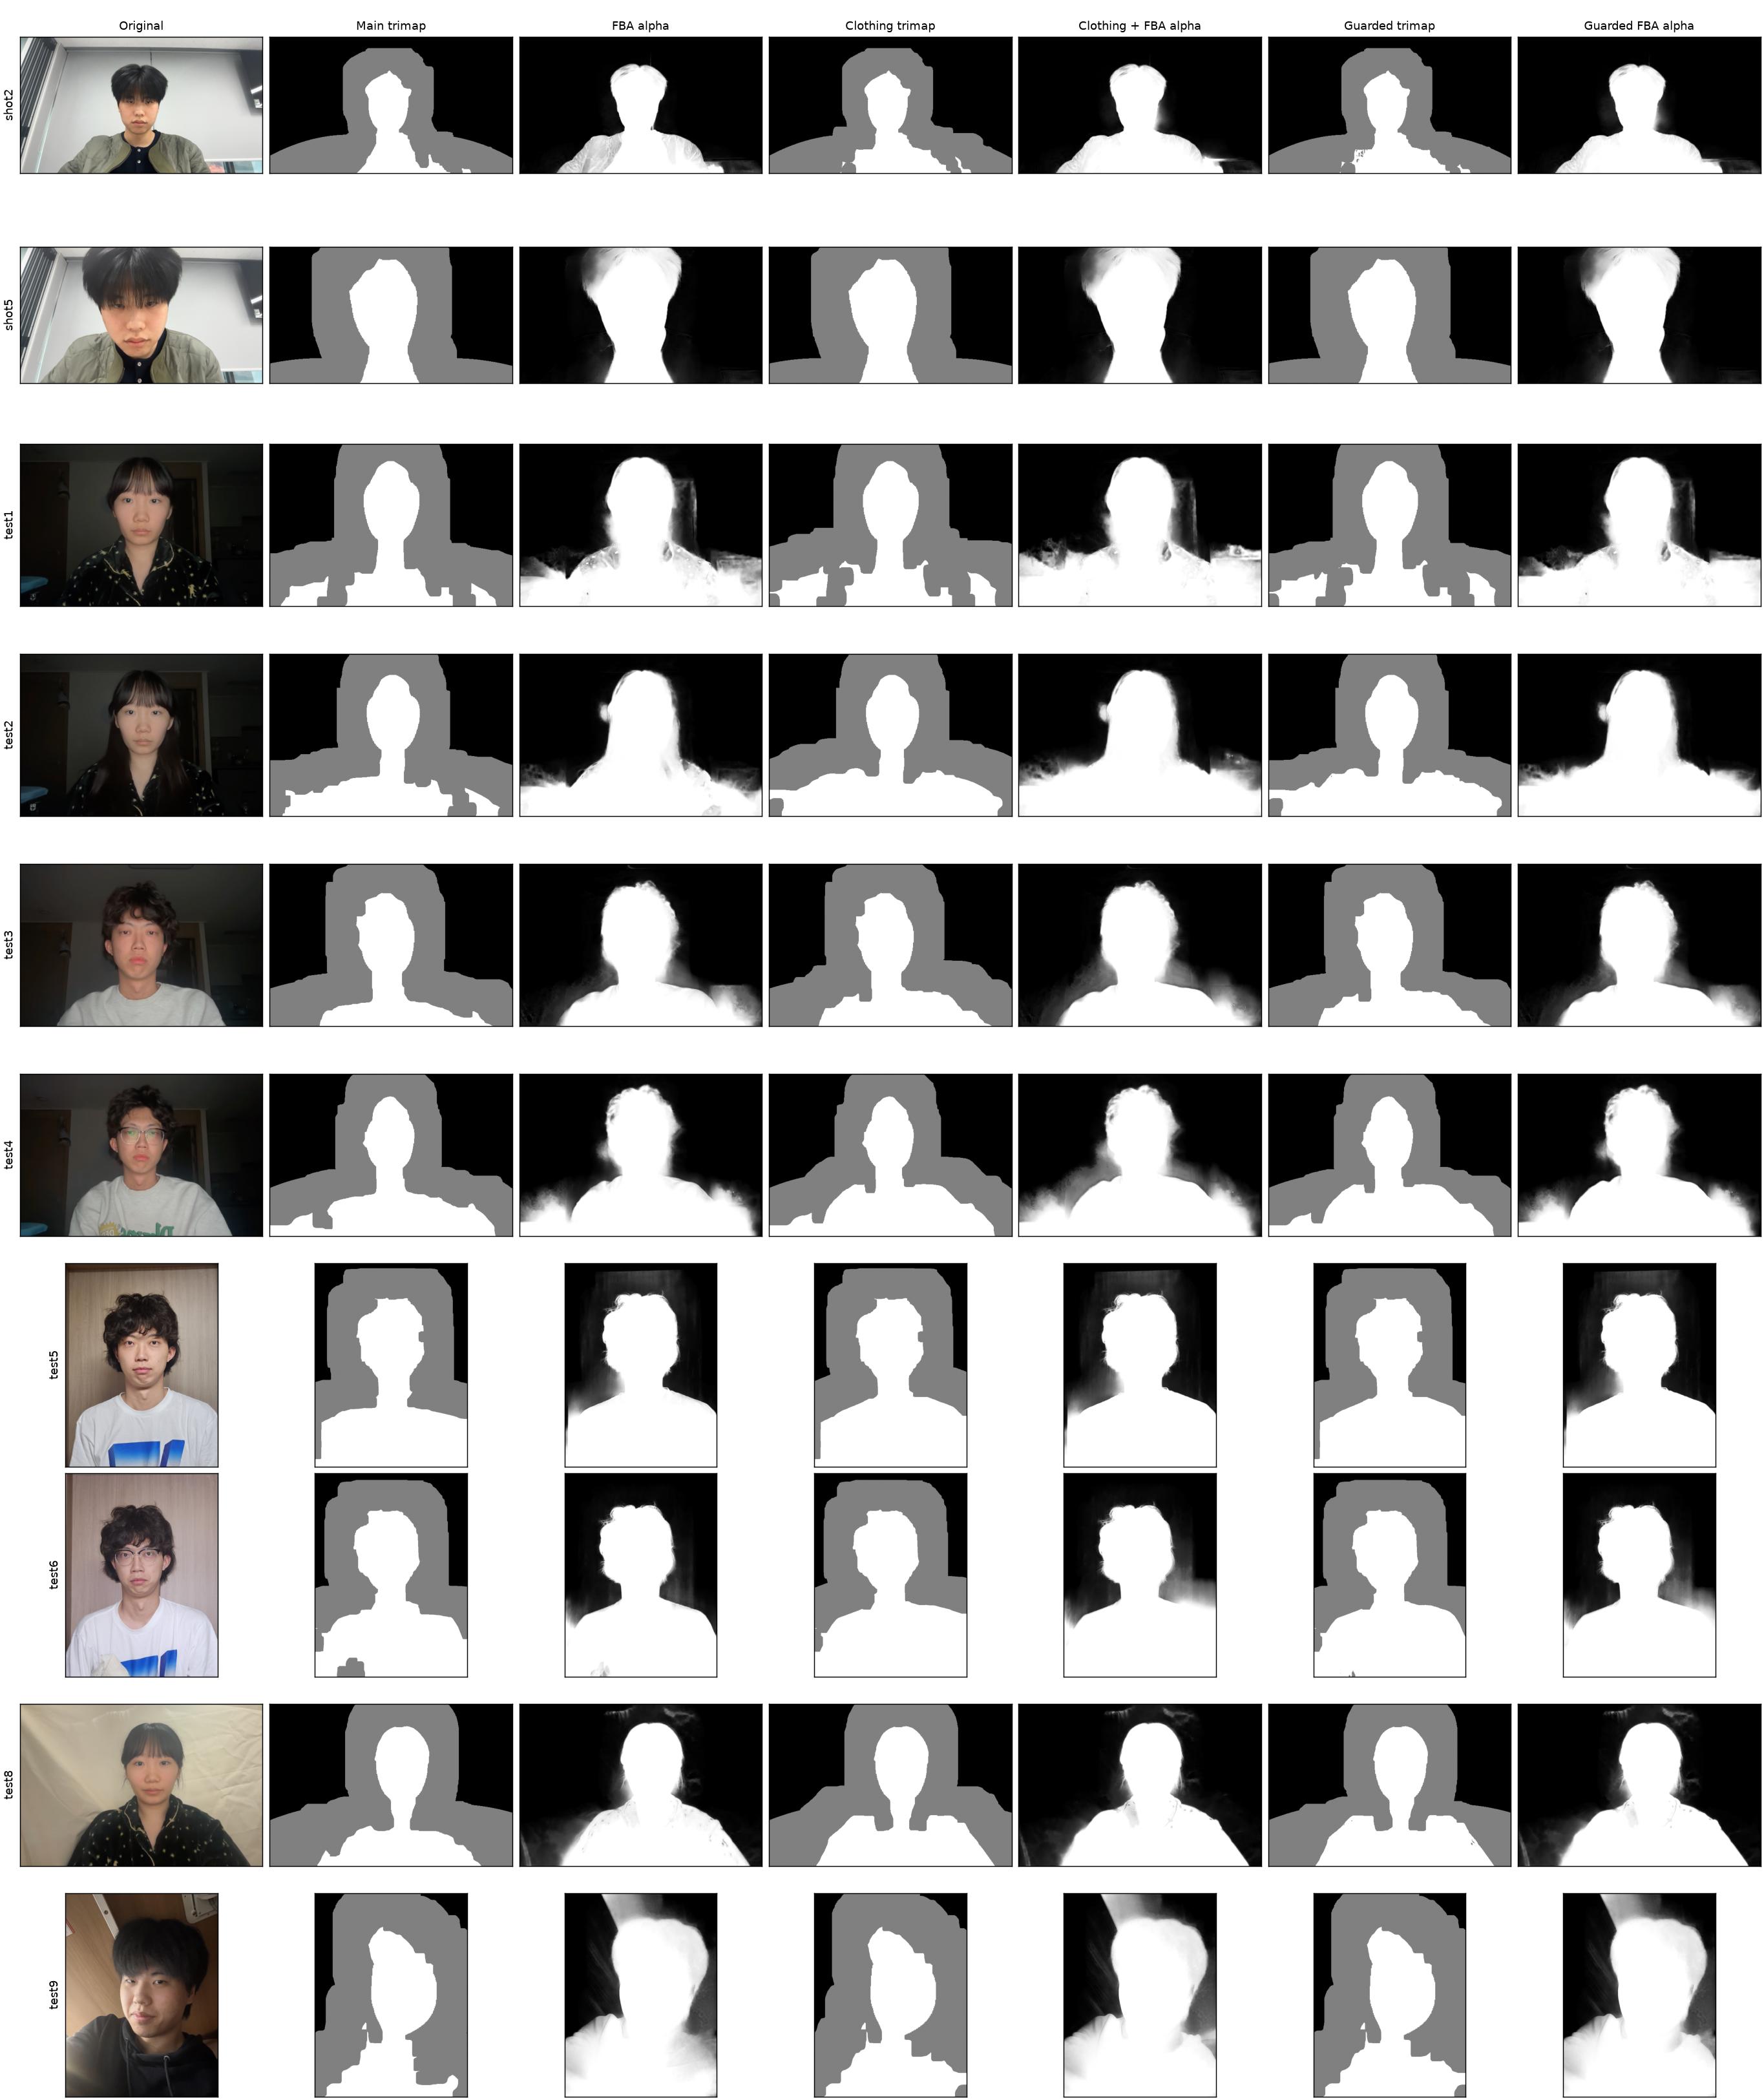 Original Main trimap FBA alpha Clothing trimap Clothing + FBA alpha Guarded trimap Guarded FBA alpha
shot2
shot5
test1
test2
test3
test4
test5
test6
test8
test9